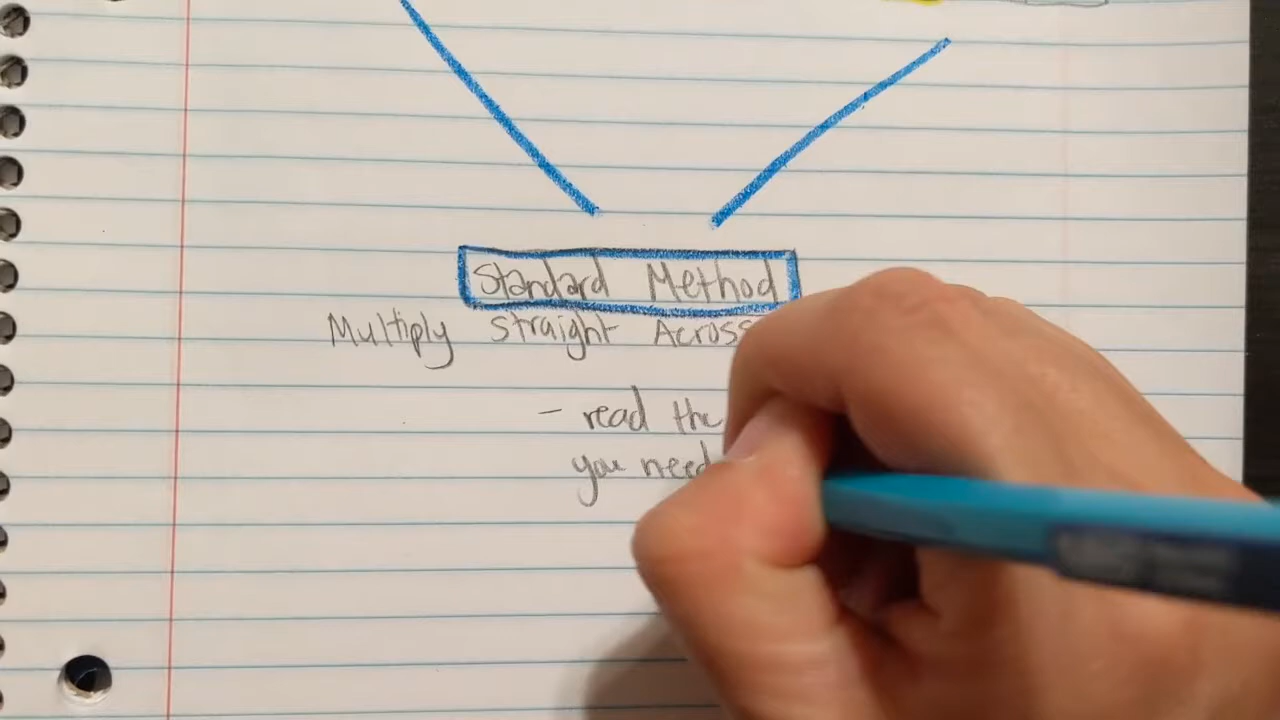 Standard Method
Multiply straight Across
- read the
you need